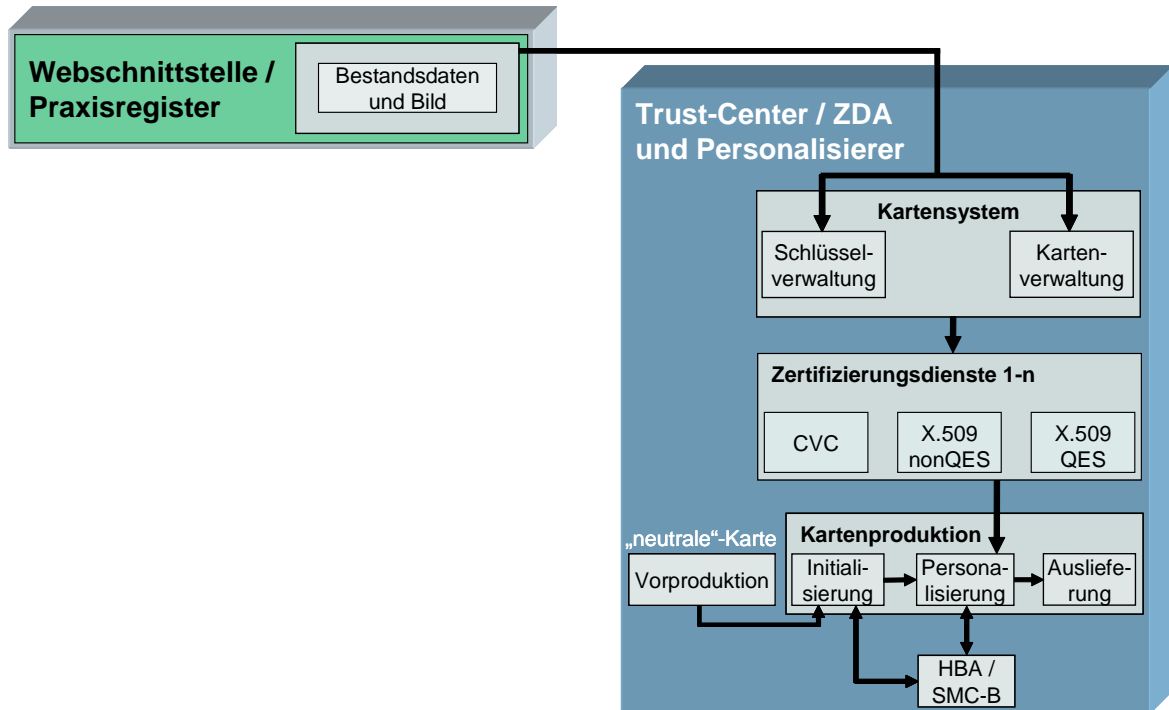 Webschnittstelle /
Praxisregister
Bestandsdaten
und Bild
Trust-Center / ZDA
und Personalisierer
Kartensystem
Schlüssel-
verwaltung
Karten-
verwaltung
Zertifizierungsdienste 1-n
CVC
X.509
nonQES
X.509
QES
„neutrale“-Karte
Vorproduktion
Kartenproduktion
Initiali-
sierung
Persona-
lisierung
Ausliefe-
rung
HBA /
SMC-B